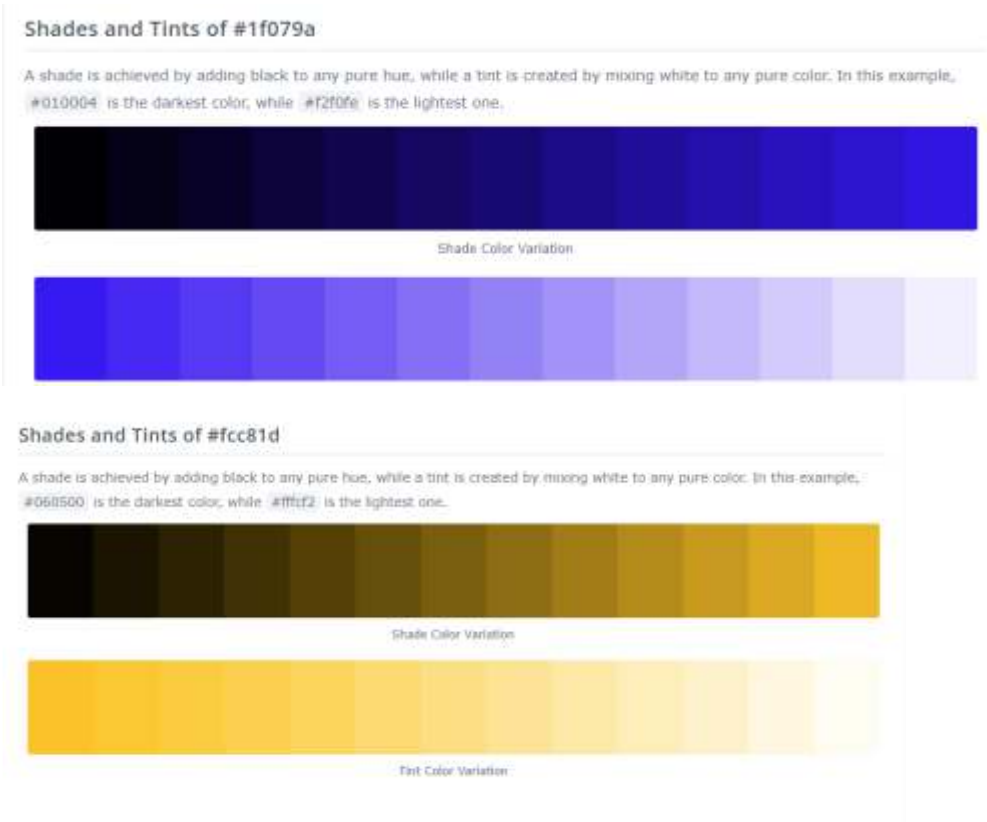 Shades and Tints of #1f079a
A shade is achieved by adding black to any pure hue, while a tint is created by mixing white to any pure color. In this example,
#010004 is the darkest color, while #f2f0fe is the lightest one.
Shade Color Variation
Shades and Tints of #fcc81d
A shade is achieved by adding black to any pure hue, while a tint is created by mixing white to any pure color. In this example,
#060500 is the darkest color, while #fffcf2 is the lightest one.
Shade Color Variation
Tint Color Variation